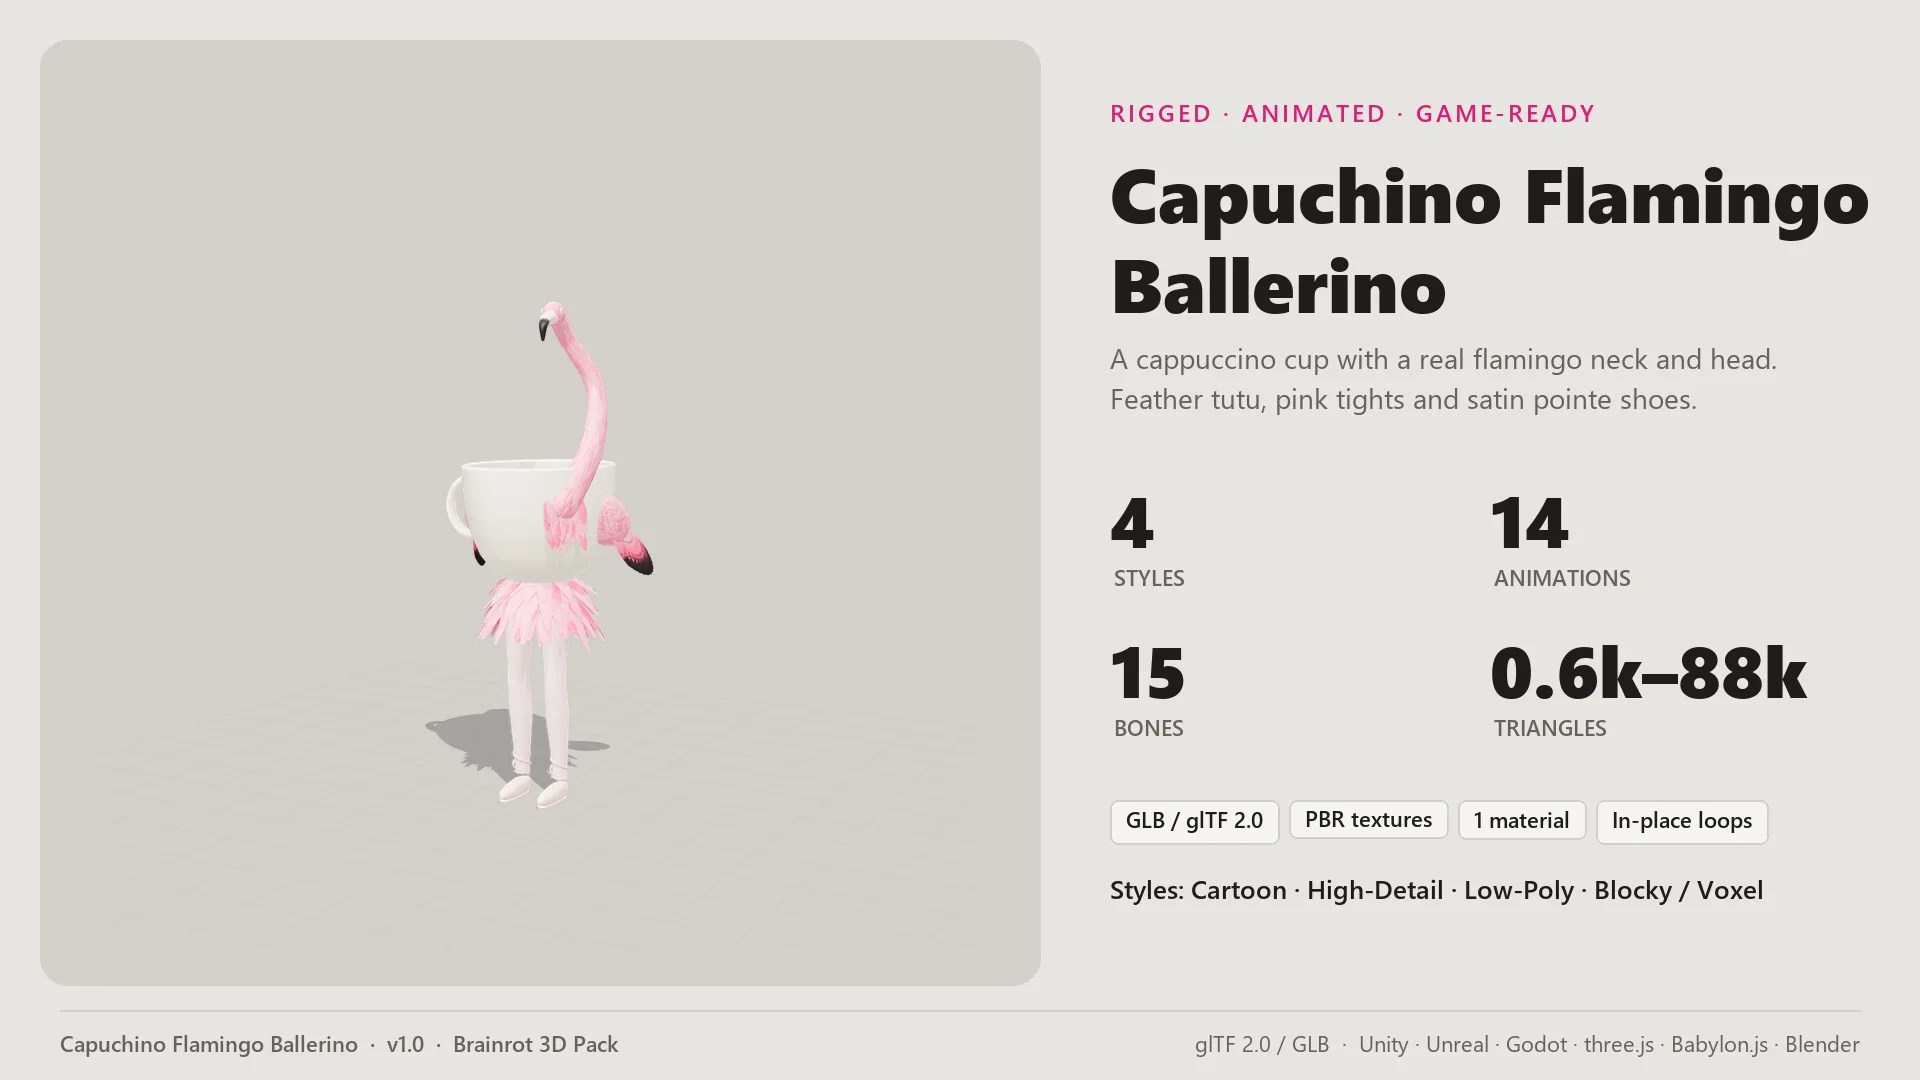 RIGGED · ANIMATED · GAME-READY
Capuchino Flamingo
Ballerino
A cappuccino cup with a real flamingo neck and head.
Feather tutu, pink tights and satin pointe shoes.
4
STYLES
14
ANIMATIONS
15
BONES
0.6k–88k
TRIANGLES
GLB / glTF 2.0
PBR textures
1 material
In-place loops
Styles: Cartoon · High-Detail · Low-Poly · Blocky / Voxel
Capuchino Flamingo Ballerino · v1.0 · Brainrot 3D Pack
glTF 2.0 / GLB · Unity · Unreal · Godot · three.js · Babylon.js · Blender